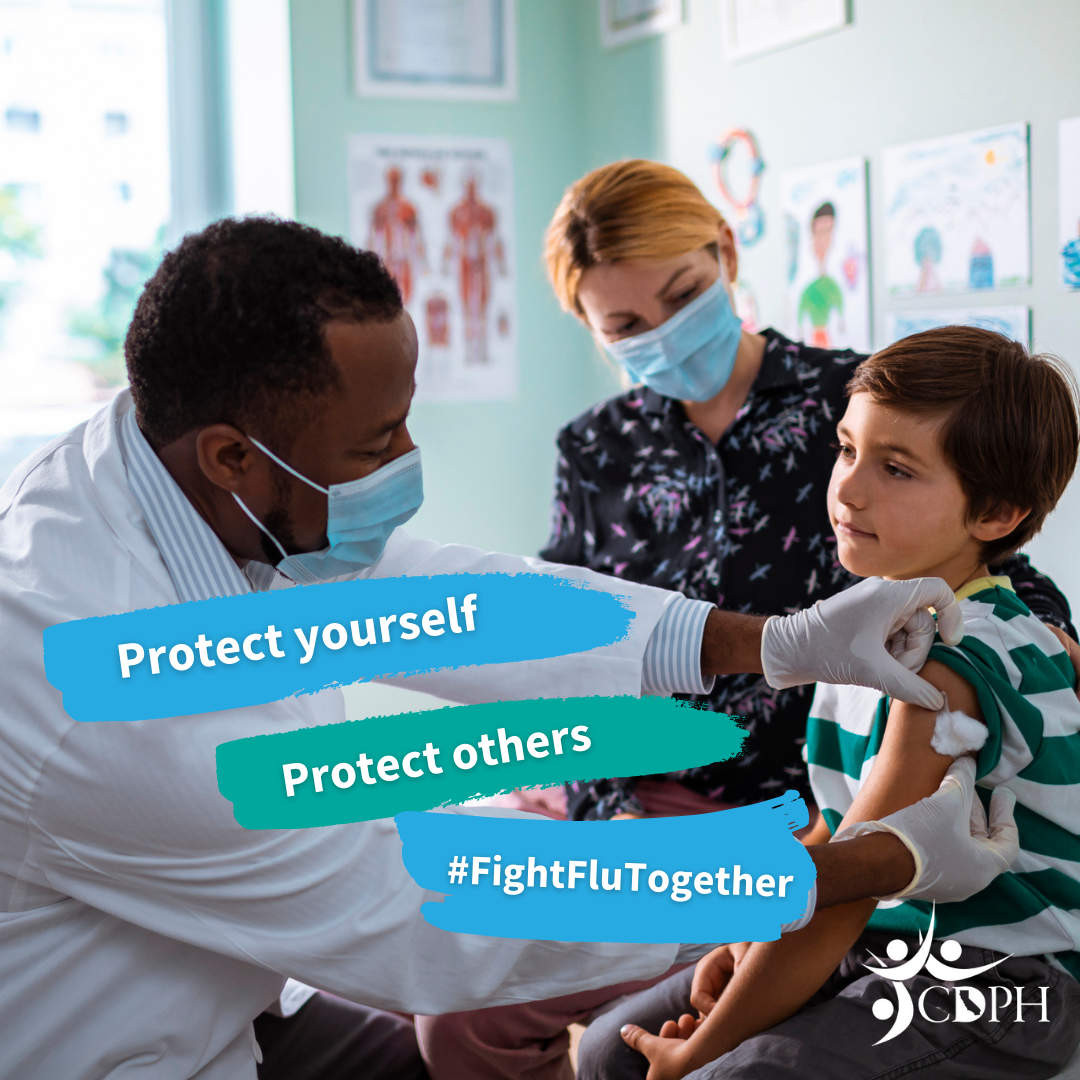 Protect yourself
Protect others
#FightFluTogether
CDPH